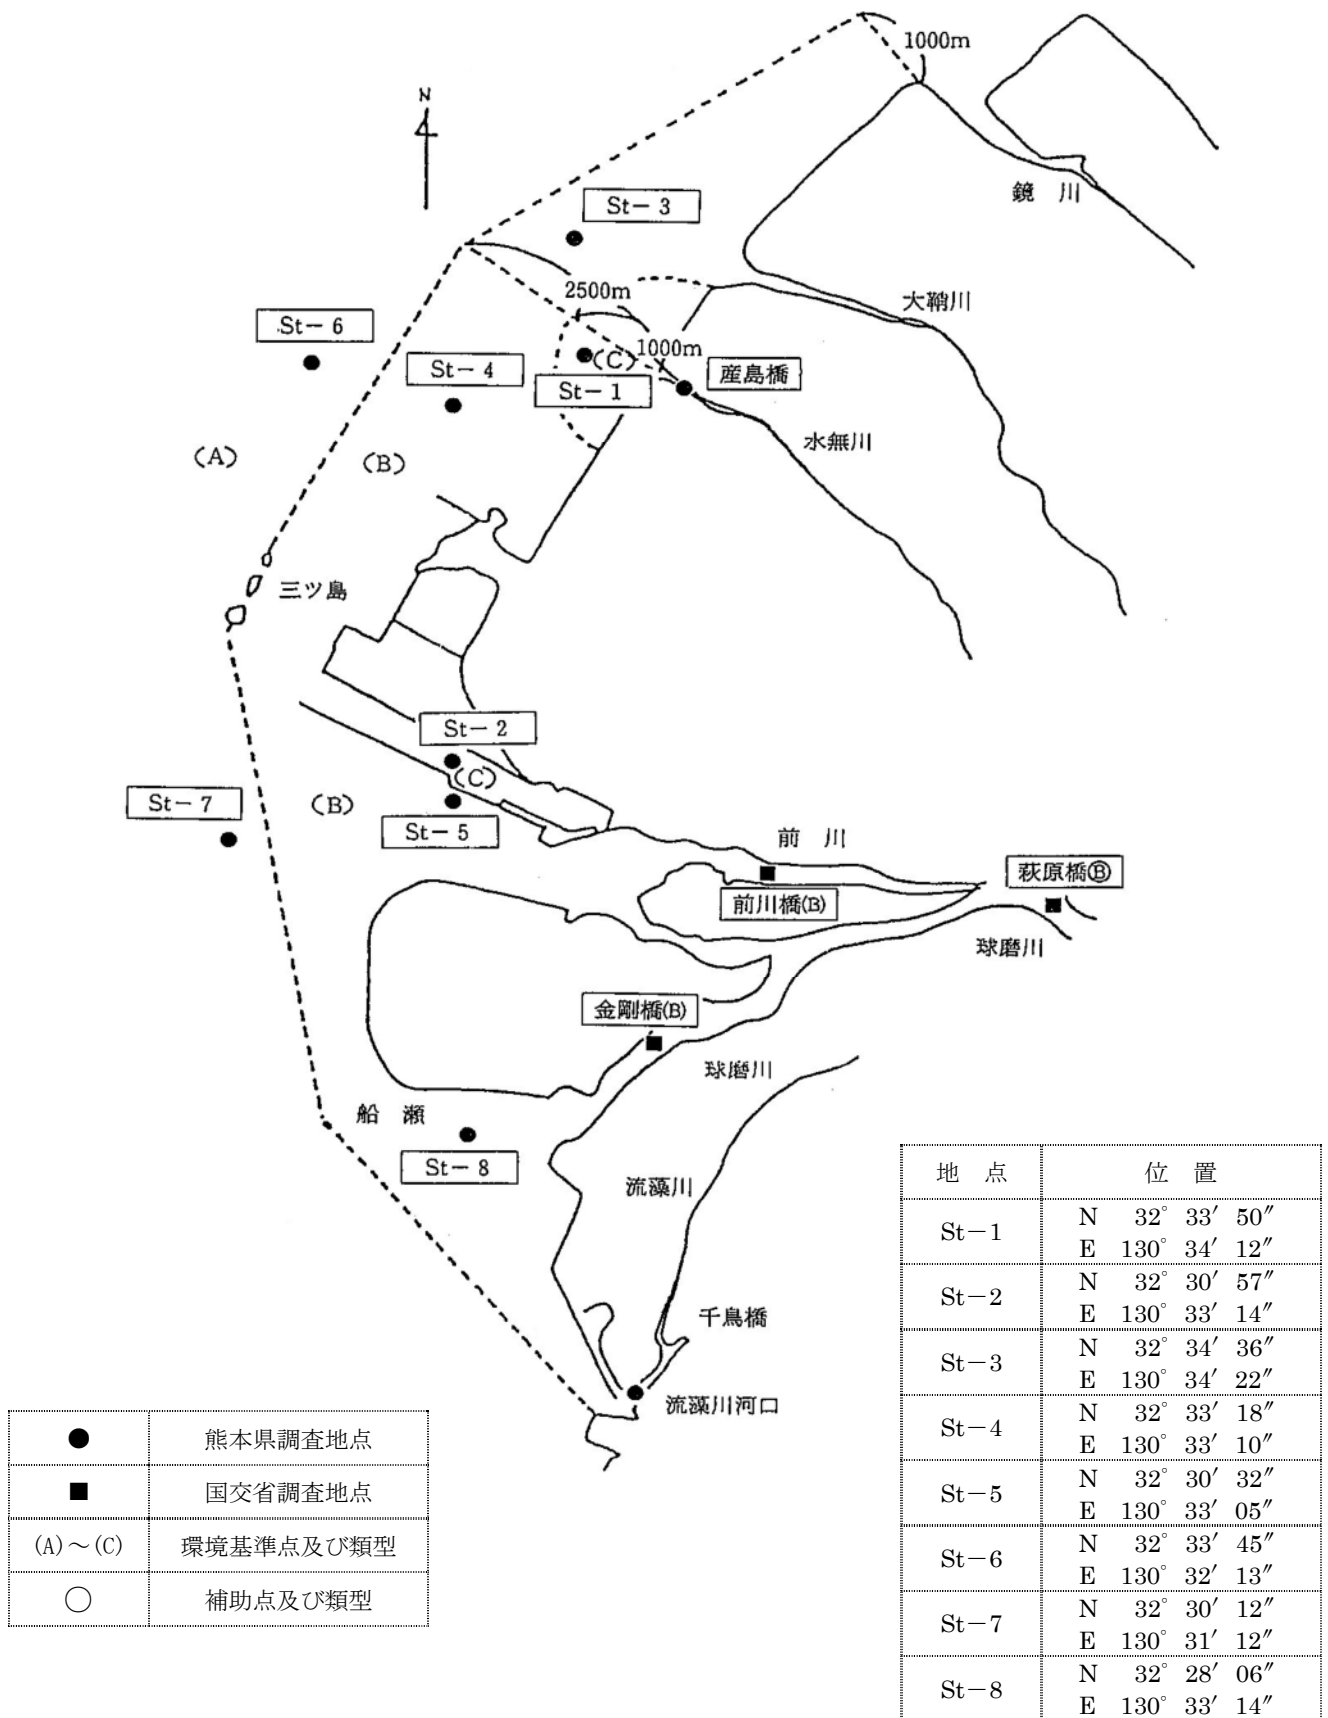 1000m
N
鏡 川
St－3
2500m
大鞘川
St－6
St－4
(C)
1000m
産島橋
St－1
水無川
(A)
(B)
三ツ島
St－2
(C)
St－7
(B)
St－5
前 川
萩原橋Ⓑ
前川橋(B)
球磨川
金剛橋(B)
球磨川
船 瀬
St－8
流藻川
千鳥橋
流藻川河口
● 熊本県調査地点
■ 国交省調査地点
(A)～(C) 環境基準点及び類型
○ 補助点及び類型
地 点 位 置
St－1 N 32° 33′ 50″
E 130° 34′ 12″
St－2 N 32° 30′ 57″
E 130° 33′ 14″
St－3 N 32° 34′ 36″
E 130° 34′ 22″
St－4 N 32° 33′ 18″
E 130° 33′ 10″
St－5 N 32° 30′ 32″
E 130° 33′ 05″
St－6 N 32° 33′ 45″
E 130° 32′ 13″
St－7 N 32° 30′ 12″
E 130° 31′ 12″
St－8 N 32° 28′ 06″
E 130° 33′ 14″